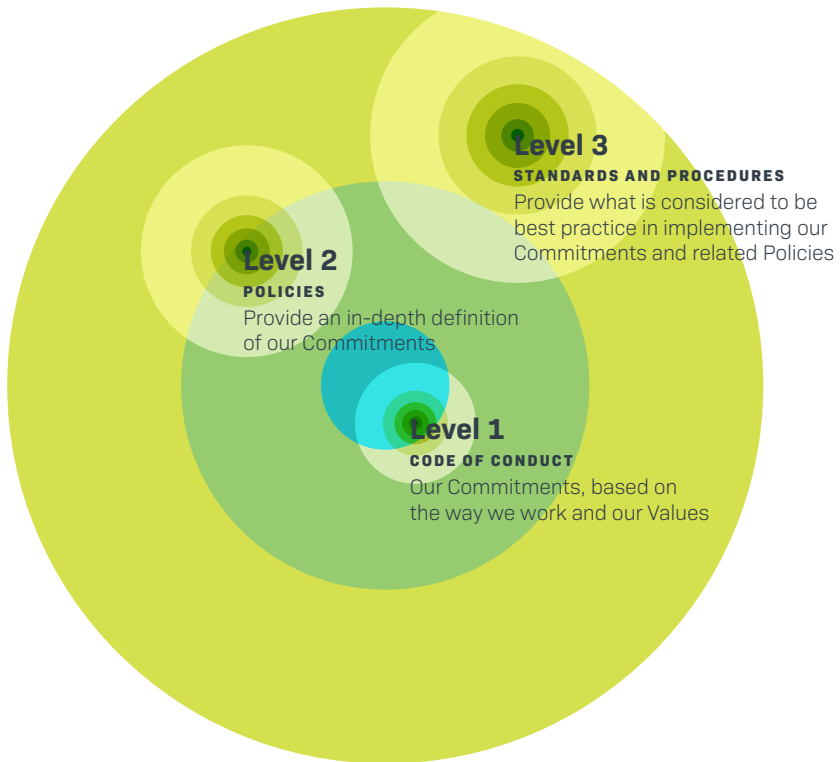 Level 3
STANDARDS AND PROCEDURES
Provide what is considered to be
best practice in implementing our
Commitments and related Policies
Level 2
POLICIES
Provide an in-depth definition
of our Commitments
Level 1
CODE OF CONDUCT
Our Commitments, based on
the way we work and our Values